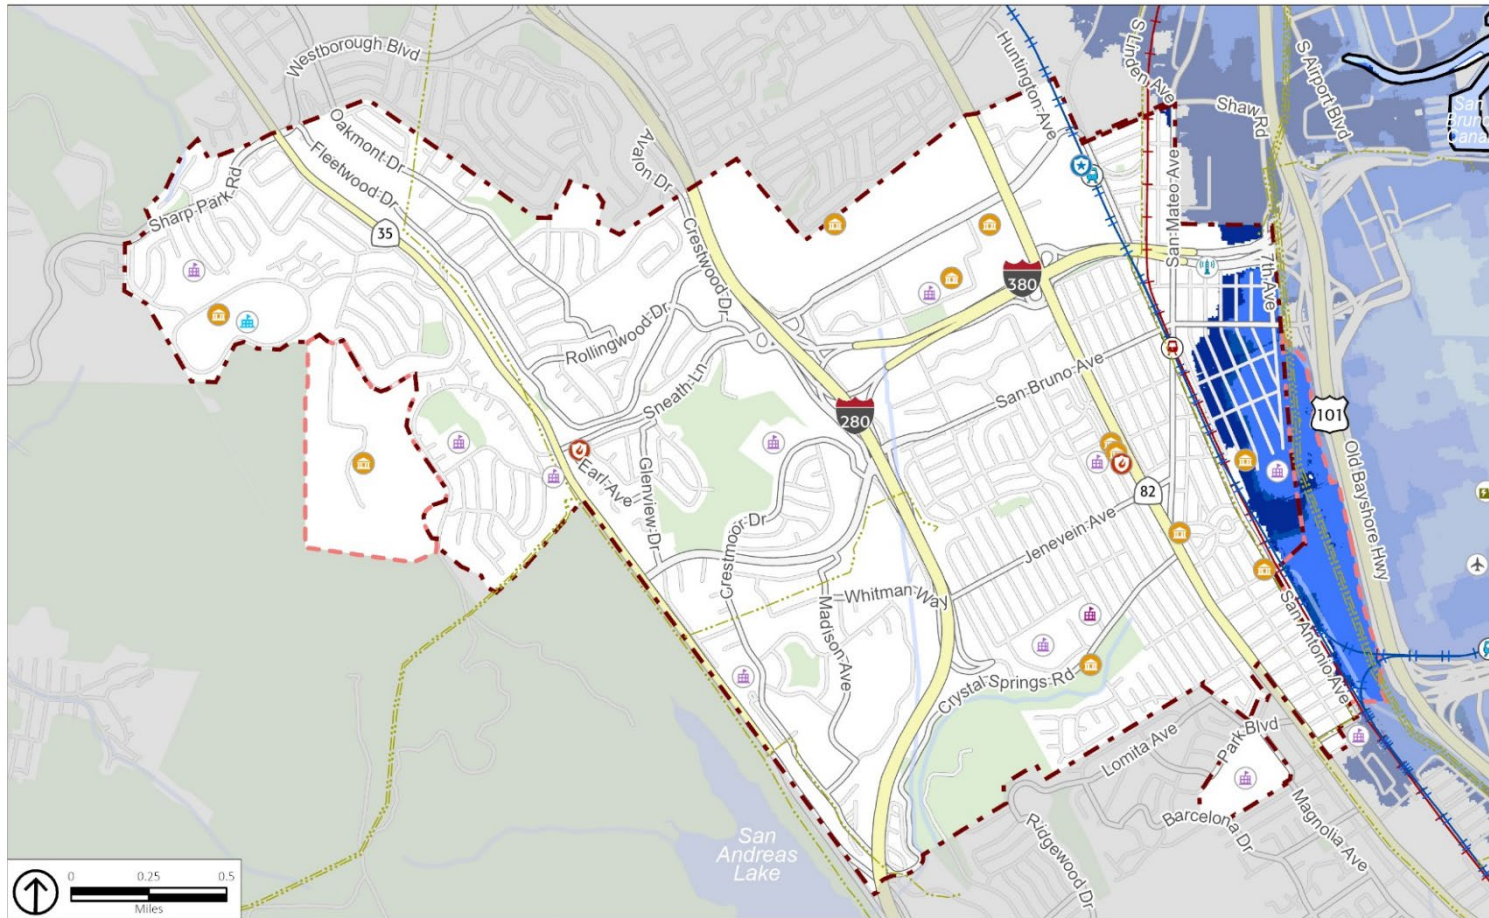 Westborough Blvd
Huntington Ave
S Linden Ave
S Airport Blvd
Shaw Rd
San
Bruno
Canal
Oakmont Dr
Fleetwood Dr
Avalon Dr
San Mateo Ave
Sharp Park Rd
35
Crestwood Dr
7th Ave
380
Rollingwood Dr
Sneath Ln
San Bruno Ave
280
101
Old Bayshore Hwy
Earl Ave
Glenview Dr
82
Crestmoor Dr
Jenevein Ave
Whitman Way
Madison Ave
San Antonio Ave
Crystal Springs Rd
Park Blvd
Lomita Ave
Magnolia Ave
Barcelona Dr
Ridgewood Dr
San
Andreas
Lake
0 0.25 0.5
Miles